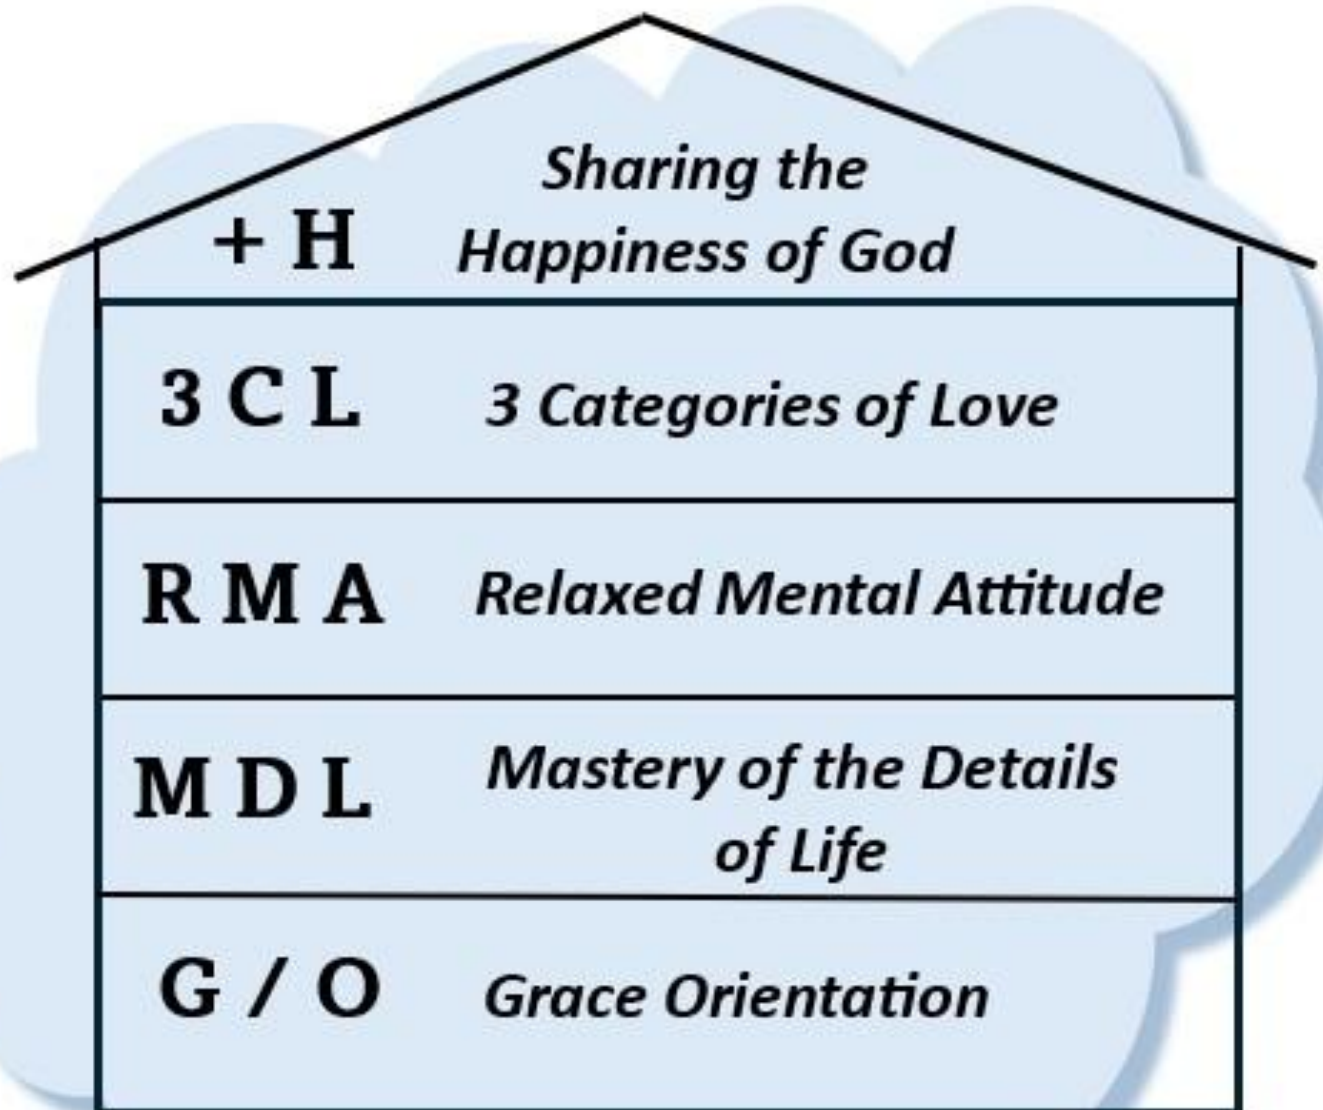 Sharing the
+ H Happiness of God
3 C L 3 Categories of Love
R M A Relaxed Mental Attitude
M D L Mastery of the Details
of Life
G / O Grace Orientation